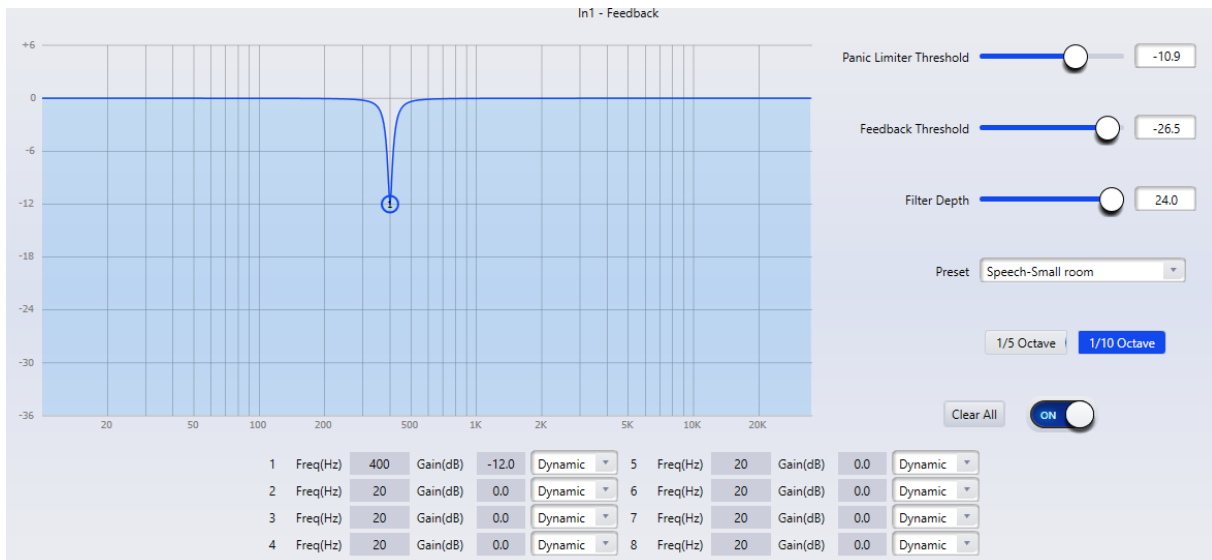 In1 - Feedback
+6
0
-6
-12
-18
-24
-30
-36
1
20 50 100 200 500 1K 2K 5K 10K 20K
Panic Limiter Threshold -10.9
Feedback Threshold -26.5
Filter Depth 24.0
Preset Speech-Small room
1/5 Octave 1/10 Octave
Clear All ON
1 Freq(Hz) 400 Gain(dB) -12.0 Dynamic 5 Freq(Hz) 20 Gain(dB) 0.0 Dynamic
2 Freq(Hz) 20 Gain(dB) 0.0 Dynamic 6 Freq(Hz) 20 Gain(dB) 0.0 Dynamic
3 Freq(Hz) 20 Gain(dB) 0.0 Dynamic 7 Freq(Hz) 20 Gain(dB) 0.0 Dynamic
4 Freq(Hz) 20 Gain(dB) 0.0 Dynamic 8 Freq(Hz) 20 Gain(dB) 0.0 Dynamic